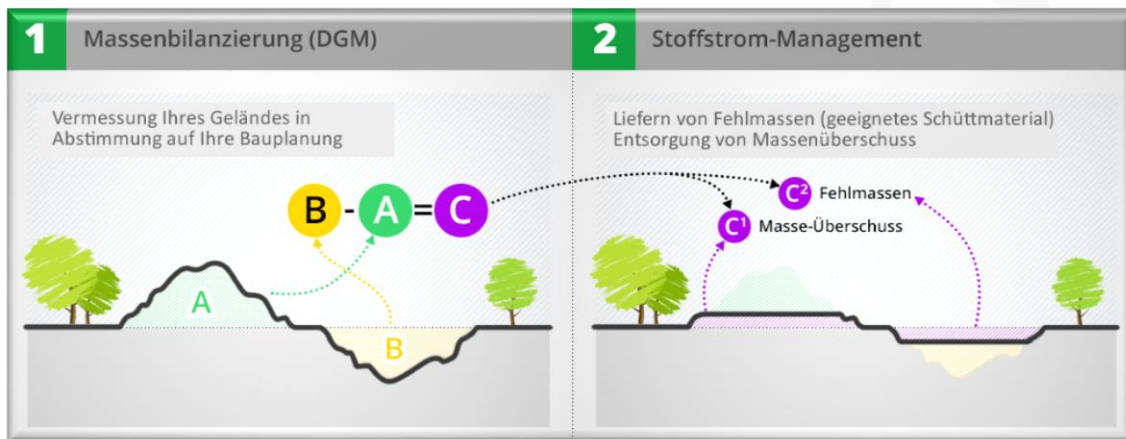 1 Massenbilanzierung (DGM)
Vermessung Ihres Geländes in
Abstimmung auf Ihre Bauplanung
B - A = C
A
B
2 Stoffstrom-Management
Liefern von Fehlmassen (geeignetes Schüttmaterial)
Entsorgung von Massenüberschuss
C² Fehlmassen
C¹ Masse-Überschuss